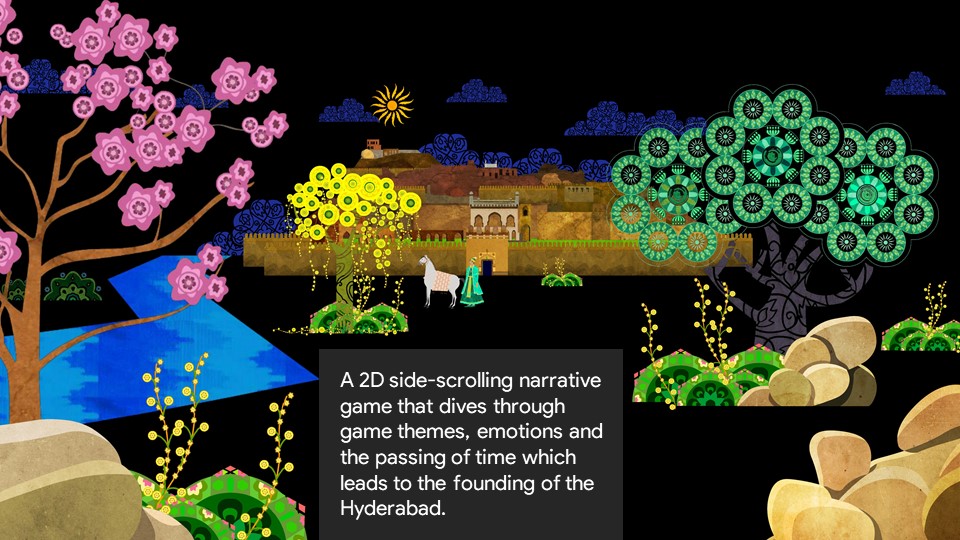 A 2D side-scrolling narrative
game that dives through
game themes, emotions and
the passing of time which
leads to the founding of the
Hyderabad.